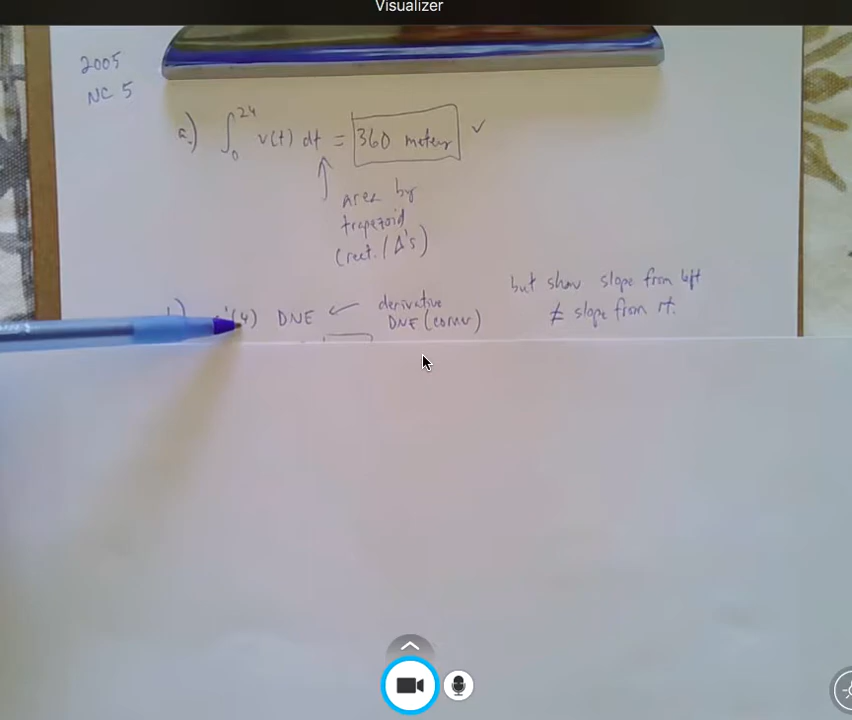 Visualizer
2005
NC 5
a.) ∫₀²⁴ v(t) dt = 360 meters ✓
area by
trapezoid
(rect./Δ's)
but show slope from left
≠ slope from rt.
derivative
'(4) DNE ← DNE (corner)